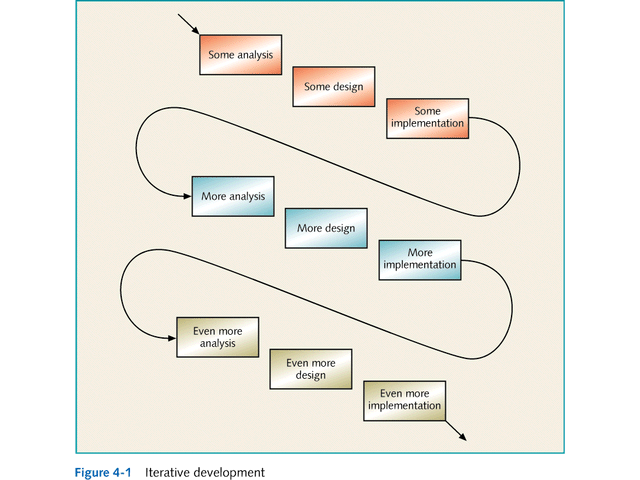 Some analysis
Some design
Some
implementation
More analysis
More design
More
implementation
Even more
analysis
Even more
design
Even more
implementation
Figure 4-1 Iterative development